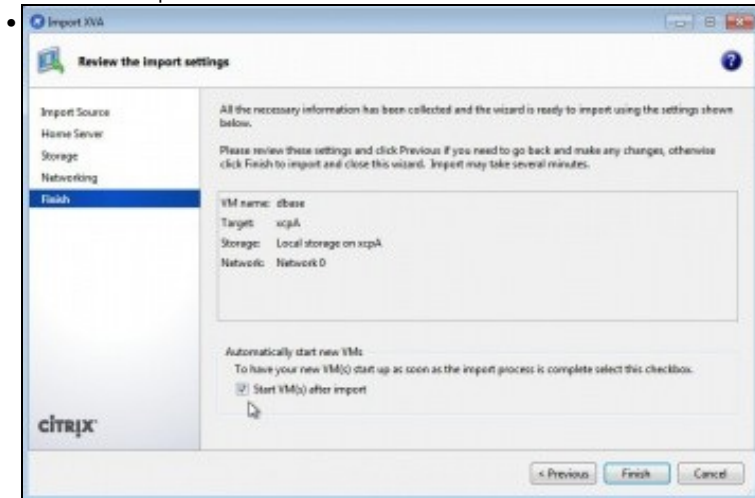 Import XVA
Review the import settings
Import Source
Home Server
Storage
Networking
Finish
All the necessary information has been collected and the wizard is ready to import using the settings shown
below.
Please review these settings and click Previous if you need to go back and make any changes, otherwise
click Finish to import and close this wizard. Import may take several minutes.
VM name: dbase
Target: xcpA
Storage: Local storage on xcpA
Network: Network 0
Automatically start new VMs
To have your new VM(s) start up as soon as the import process is complete select this checkbox.
Start VM(s) after import
CITRIX
< Previous Finish Cancel